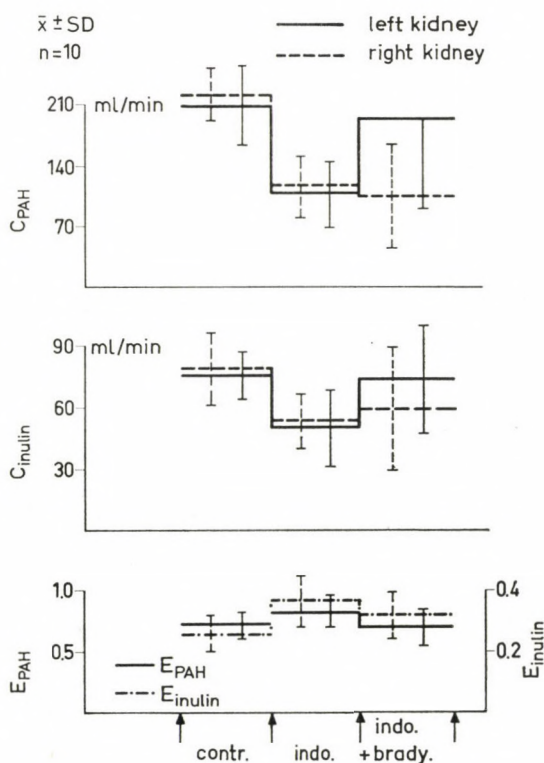 x̄ ± SD
n=10
left kidney
right kidney
ml/min
210
140
70
C_PAH
ml/min
90
60
30
C_inulin
1.0
0.5
E_PAH
0.4
0.2
E_inulin
E_PAH
E_inulin
contr.
indo.
indo.
+brady.